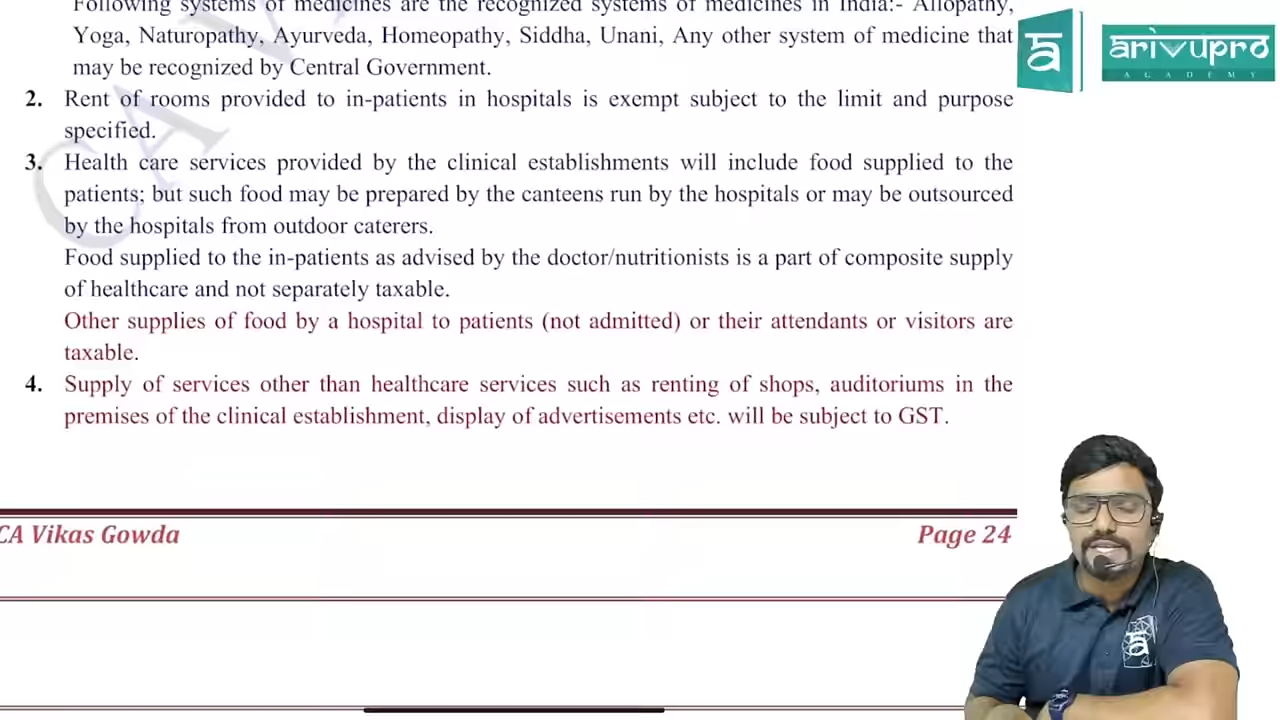 Following systems of medicines are the recognized systems of medicines in India:- Allopathy,
Yoga, Naturopathy, Ayurveda, Homeopathy, Siddha, Unani, Any other system of medicine that
may be recognized by Central Government.
2. Rent of rooms provided to in-patients in hospitals is exempt subject to the limit and purpose
specified.
3. Health care services provided by the clinical establishments will include food supplied to the
patients; but such food may be prepared by the canteens run by the hospitals or may be outsourced
by the hospitals from outdoor caterers.
Food supplied to the in-patients as advised by the doctor/nutritionists is a part of composite supply
of healthcare and not separately taxable.
Other supplies of food by a hospital to patients (not admitted) or their attendants or visitors are
taxable.
4. Supply of services other than healthcare services such as renting of shops, auditoriums in the
premises of the clinical establishment, display of advertisements etc. will be subject to GST.
CA Vikas Gowda
Page 24
CA V
arivupro
ACADEMY